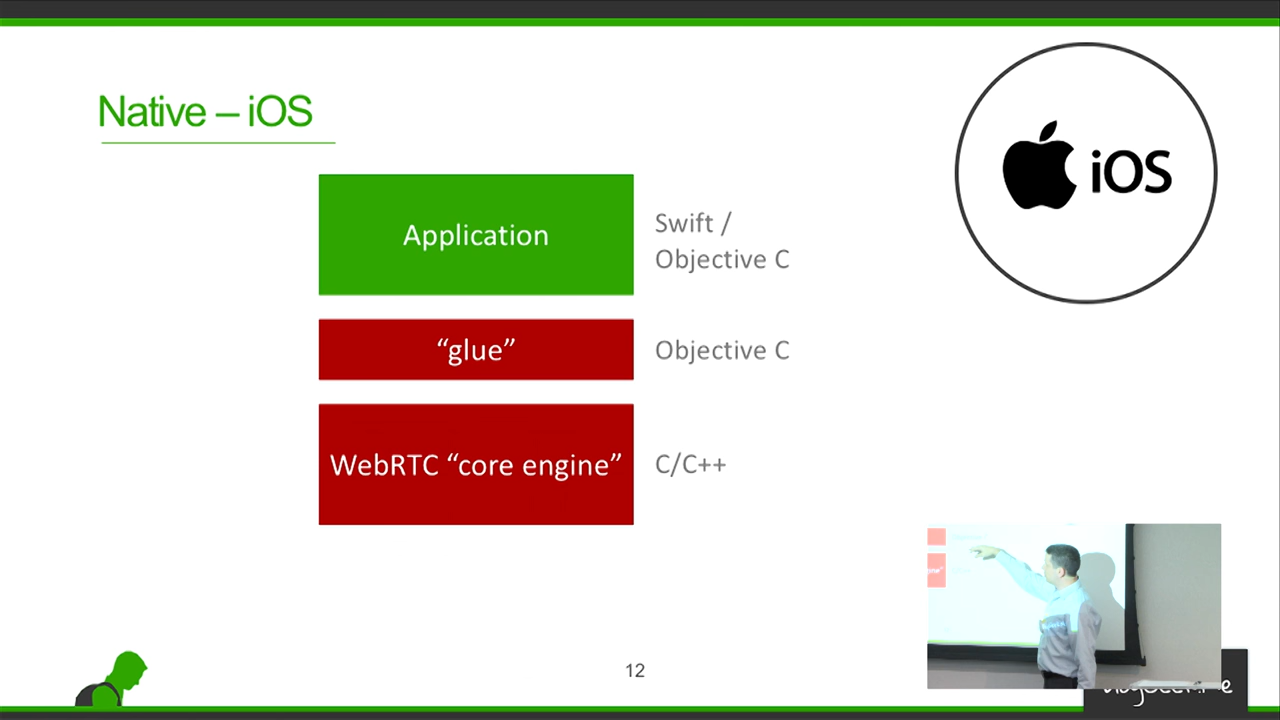 Native – iOS
iOS
Application
Swift /
Objective C
“glue”
Objective C
WebRTC “core engine”
C/C++
12